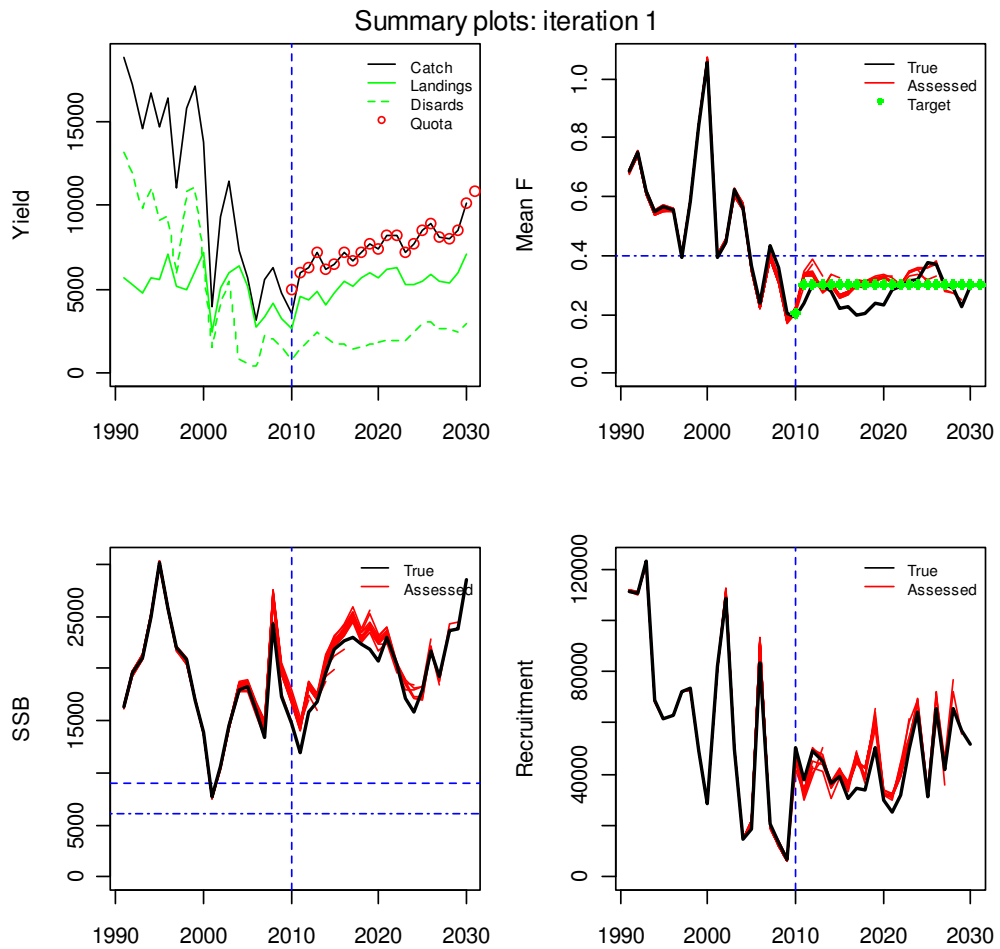 Summary plots: iteration 1
Yield
0 5000 10000 15000
Catch
Landings
Disards
Quota
1990 2000 2010 2020 2030
Mean F
0.0 0.2 0.4 0.6 0.8 1.0
True
Assessed
Target
1990 2000 2010 2020 2030
SSB
0 5000 15000 25000
True
Assessed
1990 2000 2010 2020 2030
Recruitment
0 40000 80000 120000
True
Assessed
1990 2000 2010 2020 2030